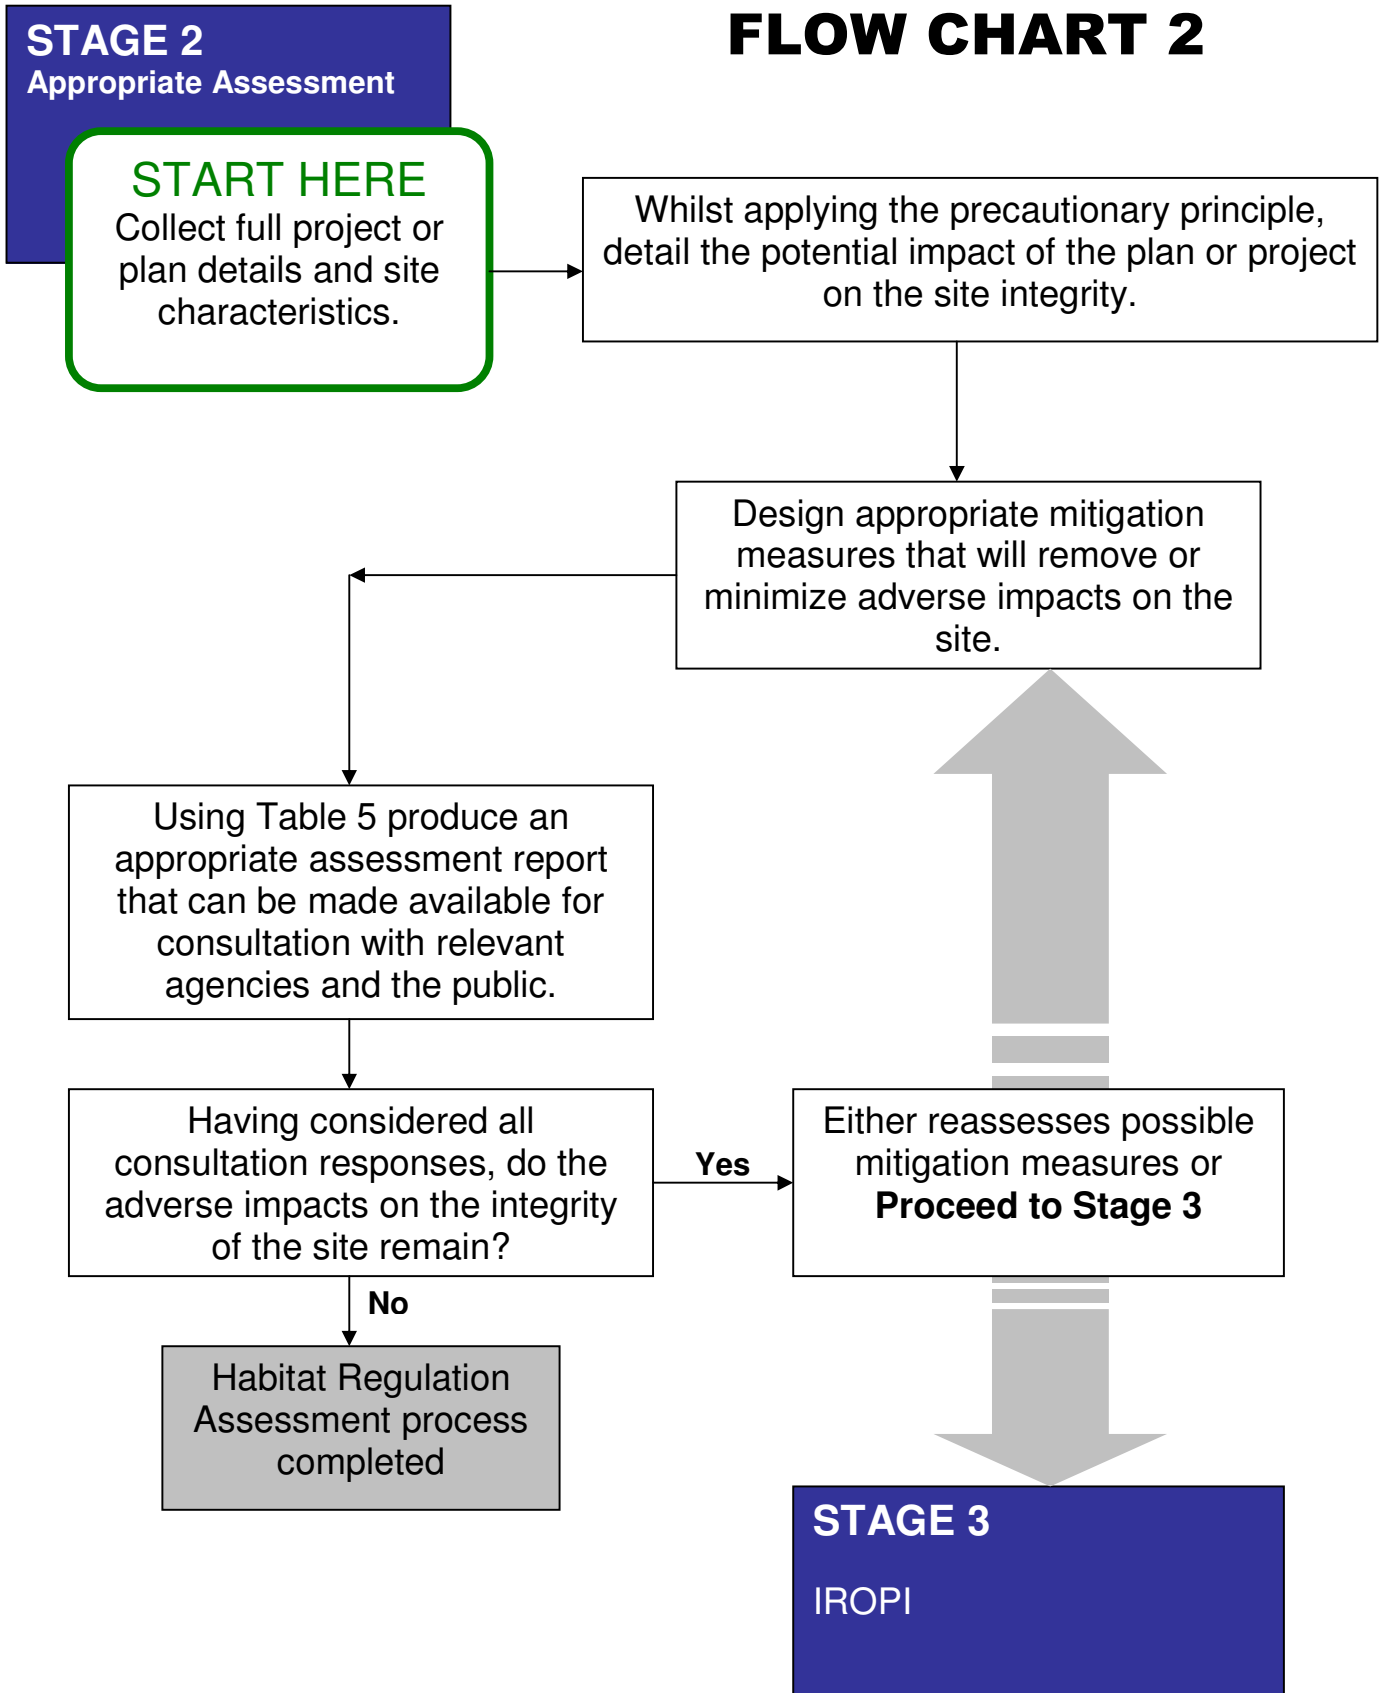 FLOW CHART 2
STAGE 2
Appropriate Assessment
START HERE
Collect full project or
plan details and site
characteristics.
Whilst applying the precautionary principle,
detail the potential impact of the plan or project
on the site integrity.
Design appropriate mitigation
measures that will remove or
minimize adverse impacts on the
site.
Using Table 5 produce an
appropriate assessment report
that can be made available for
consultation with relevant
agencies and the public.
Having considered all
consultation responses, do the
adverse impacts on the integrity
of the site remain?
Yes
Either reassesses possible
mitigation measures or
Proceed to Stage 3
No
Habitat Regulation
Assessment process
completed
STAGE 3
IROPI